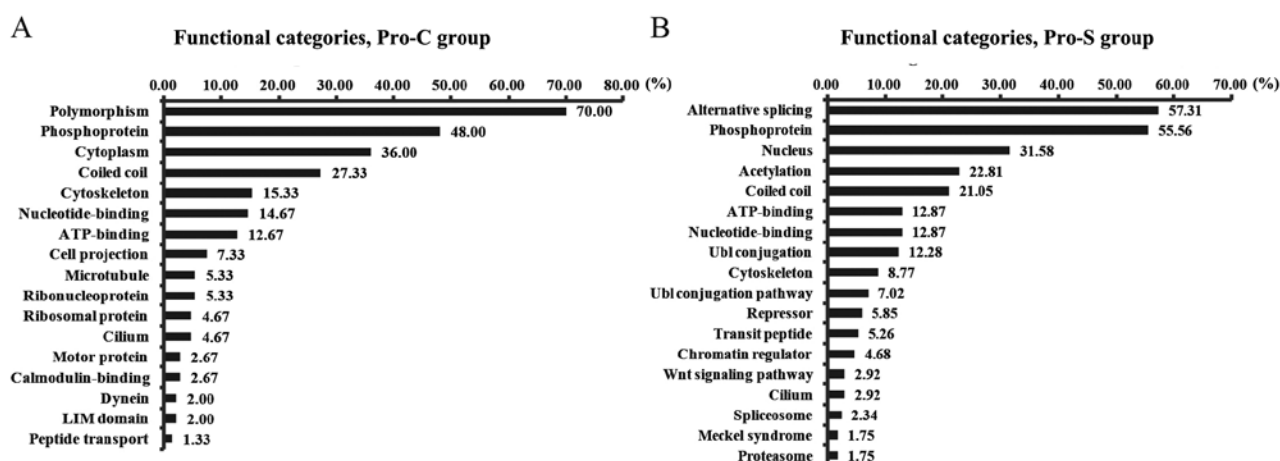 A
Functional categories, Pro-C group
0.00 10.00 20.00 30.00 40.00 50.00 60.00 70.00 80.00 (%)
Polymorphism 70.00
Phosphoprotein 48.00
Cytoplasm 36.00
Coiled coil 27.33
Cytoskeleton 15.33
Nucleotide-binding 14.67
ATP-binding 12.67
Cell projection 7.33
Microtubule 5.33
Ribonucleoprotein 5.33
Ribosomal protein 4.67
Cilium 4.67
Motor protein 2.67
Calmodulin-binding 2.67
Dynein 2.00
LIM domain 2.00
Peptide transport 1.33
B
Functional categories, Pro-S group
0.00 10.00 20.00 30.00 40.00 50.00 60.00 70.00 (%)
Alternative splicing 57.31
Phosphoprotein 55.56
Nucleus 31.58
Acetylation 22.81
Coiled coil 21.05
ATP-binding 12.87
Nucleotide-binding 12.87
Ubl conjugation 12.28
Cytoskeleton 8.77
Ubl conjugation pathway 7.02
Repressor 5.85
Transit peptide 5.26
Chromatin regulator 4.68
Wnt signaling pathway 2.92
Cilium 2.92
Spliceosome 2.34
Meckel syndrome 1.75
Proteasome 1.75